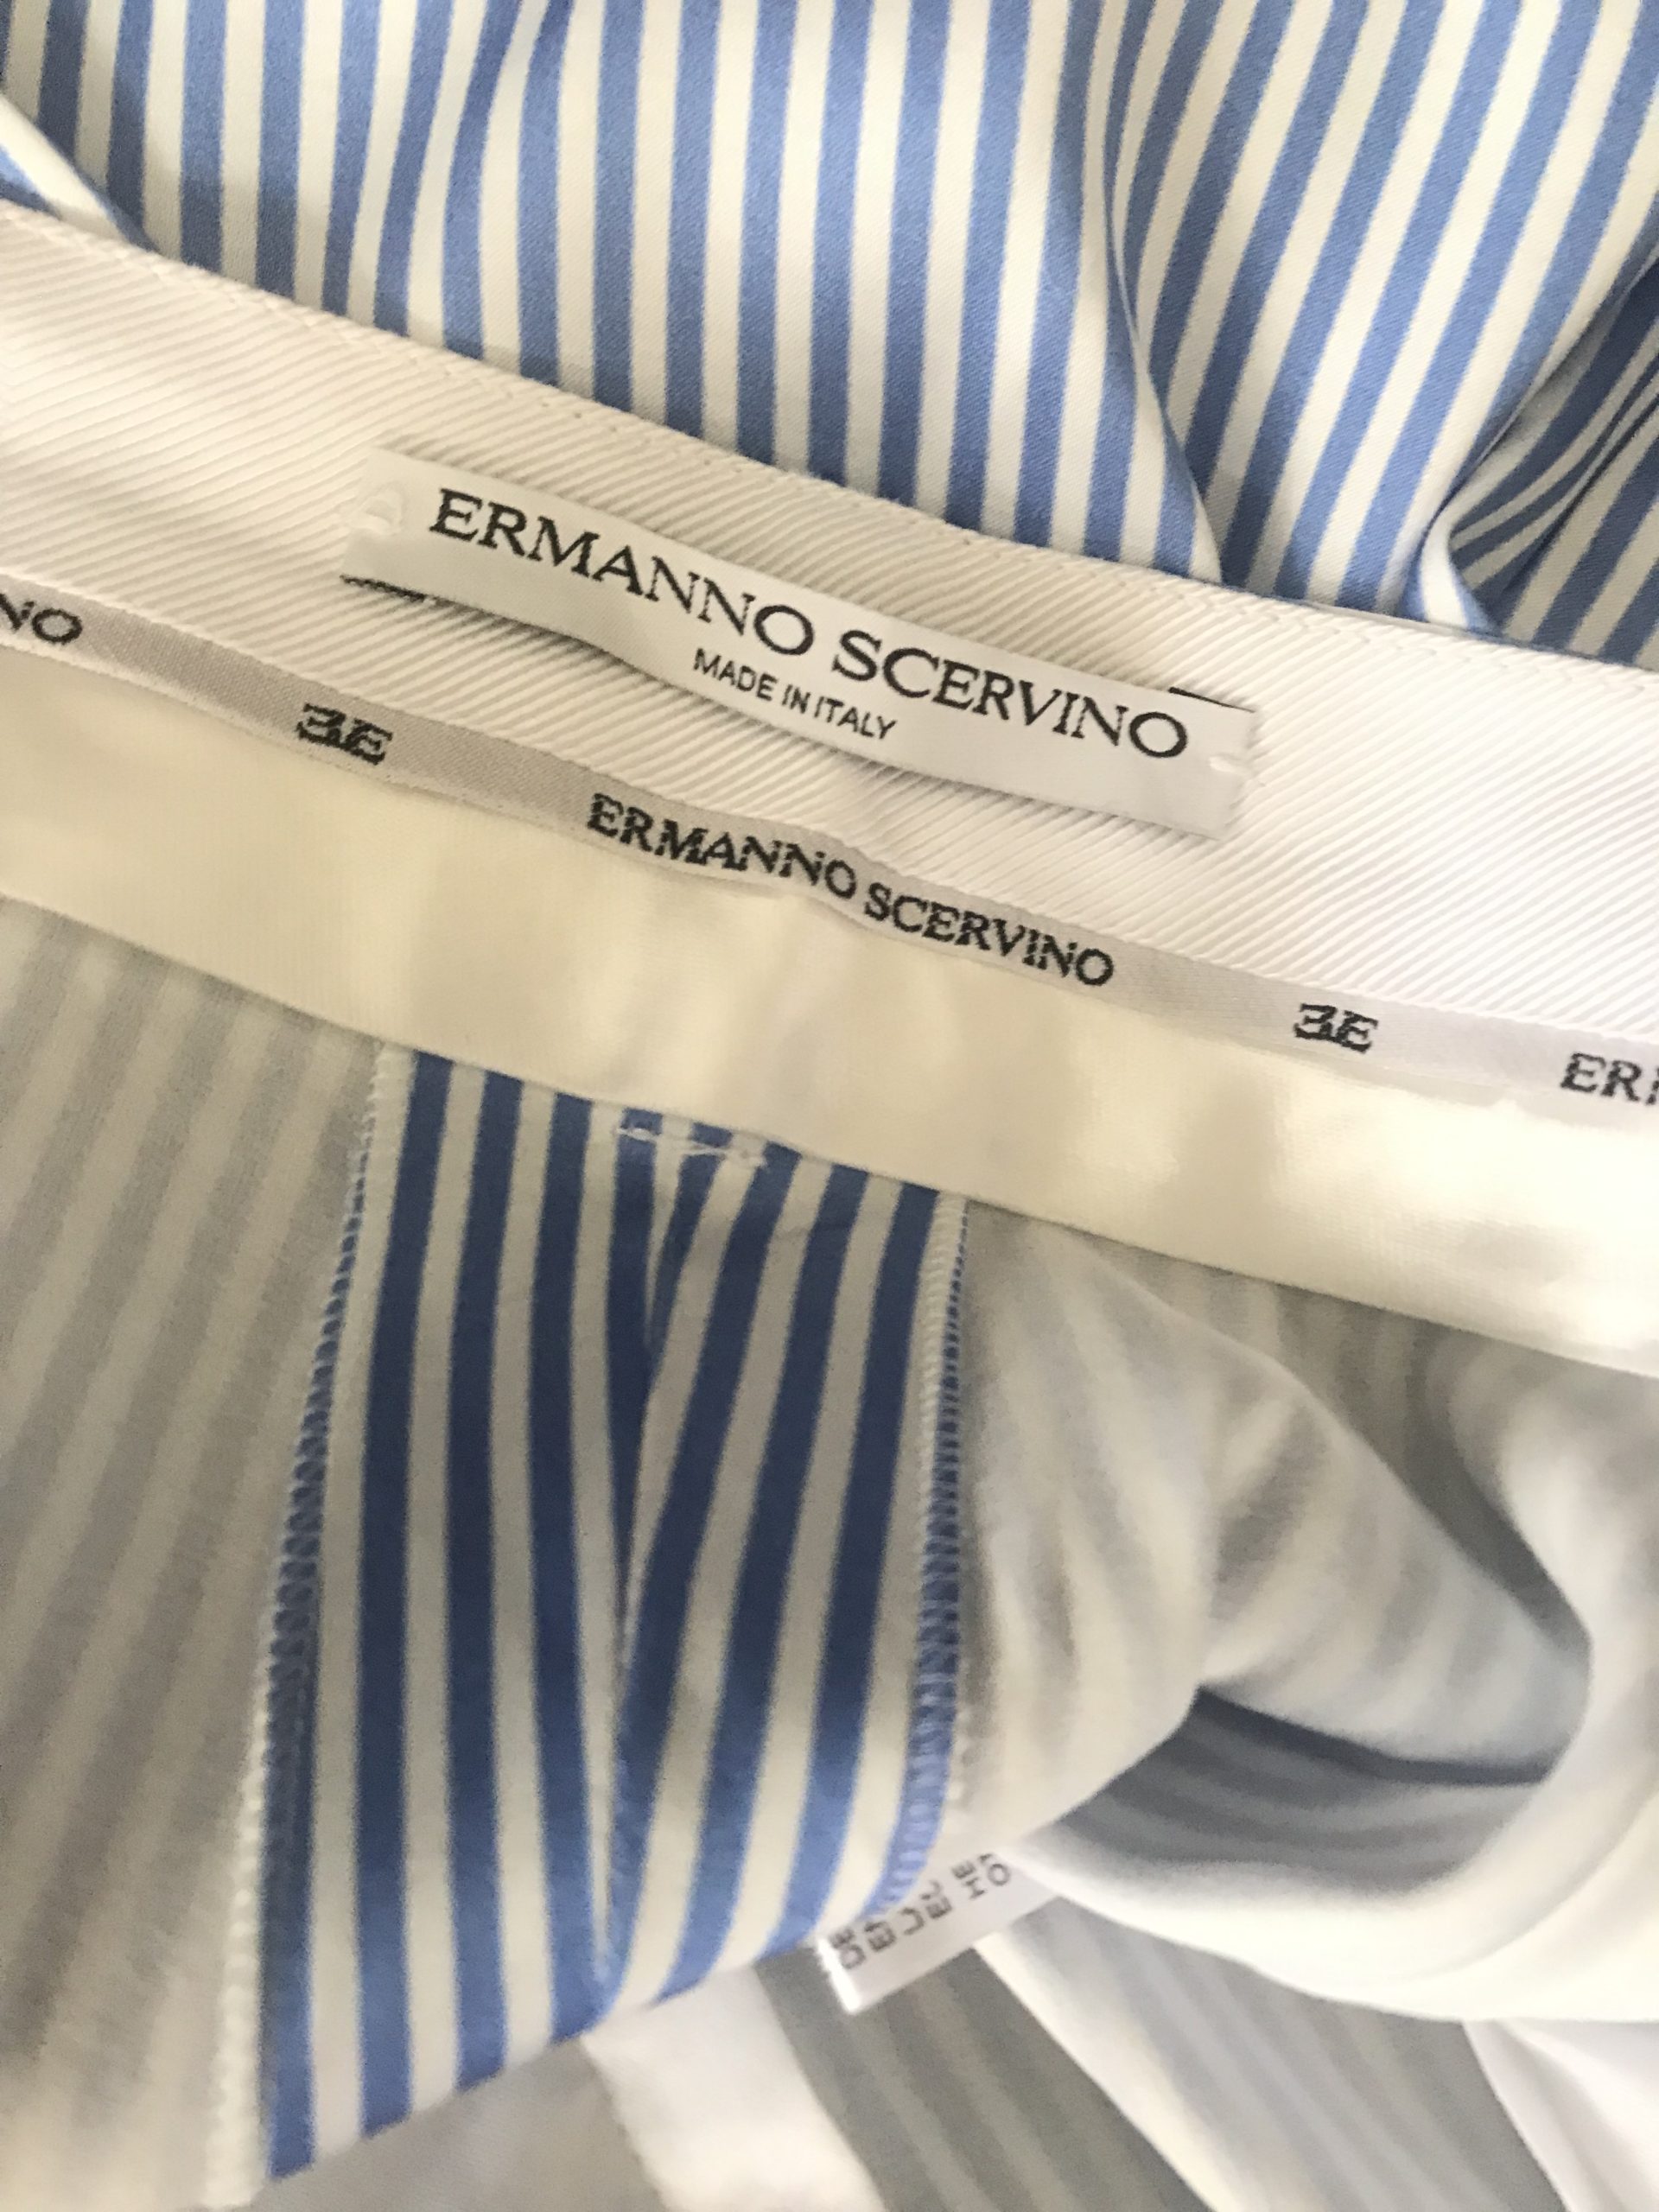 ERMANNO SCERVINO
MADE IN ITALY
NO
ERMANNO SCERVINO
ER